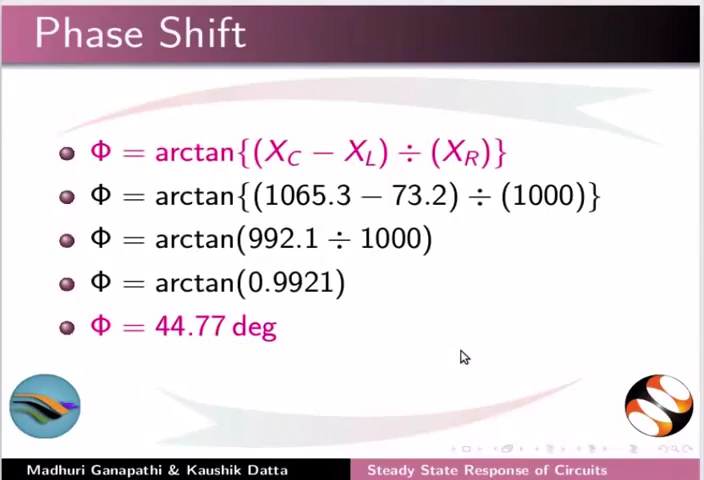 Phase Shift
Φ = arctan{(X_C − X_L) ÷ (X_R)}
Φ = arctan{(1065.3 − 73.2) ÷ (1000)}
Φ = arctan(992.1 ÷ 1000)
Φ = arctan(0.9921)
Φ = 44.77 deg
Madhuri Ganapathi & Kaushik Datta
Steady State Response of Circuits